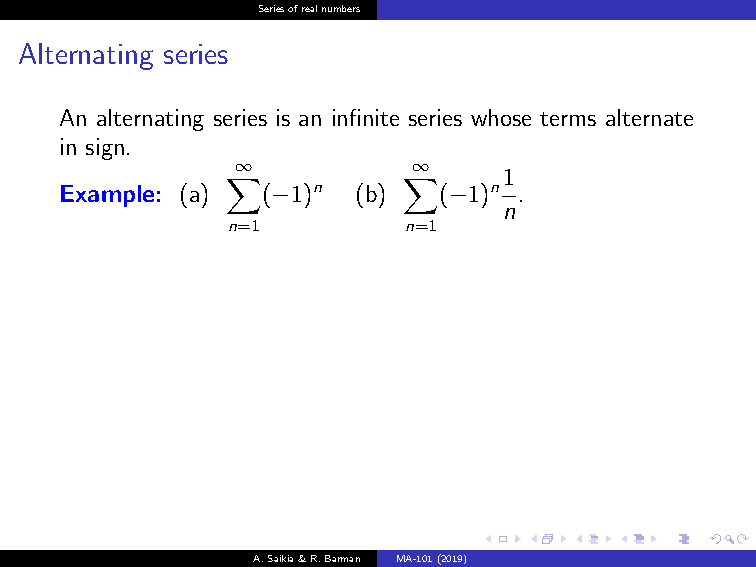 Series of real numbers
Alternating series
An alternating series is an infinite series whose terms alternate
in sign.
Example: (a) ∑_{n=1}^{∞} (−1)^n (b) ∑_{n=1}^{∞} (−1)^n 1/n.
A. Saikia & R. Barman MA-101 (2019)